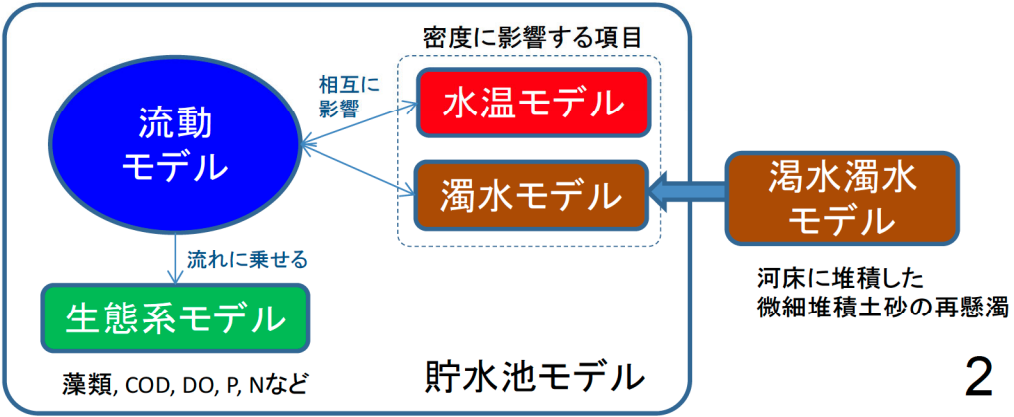 密度に影響する項目
相互に
影響
流動
モデル
水温モデル
濁水モデル
渇水濁水
モデル
流れに乗せる
生態系モデル
河床に堆積した
微細堆積土砂の再懸濁
藻類, COD, DO, P, Nなど
貯水池モデル
2